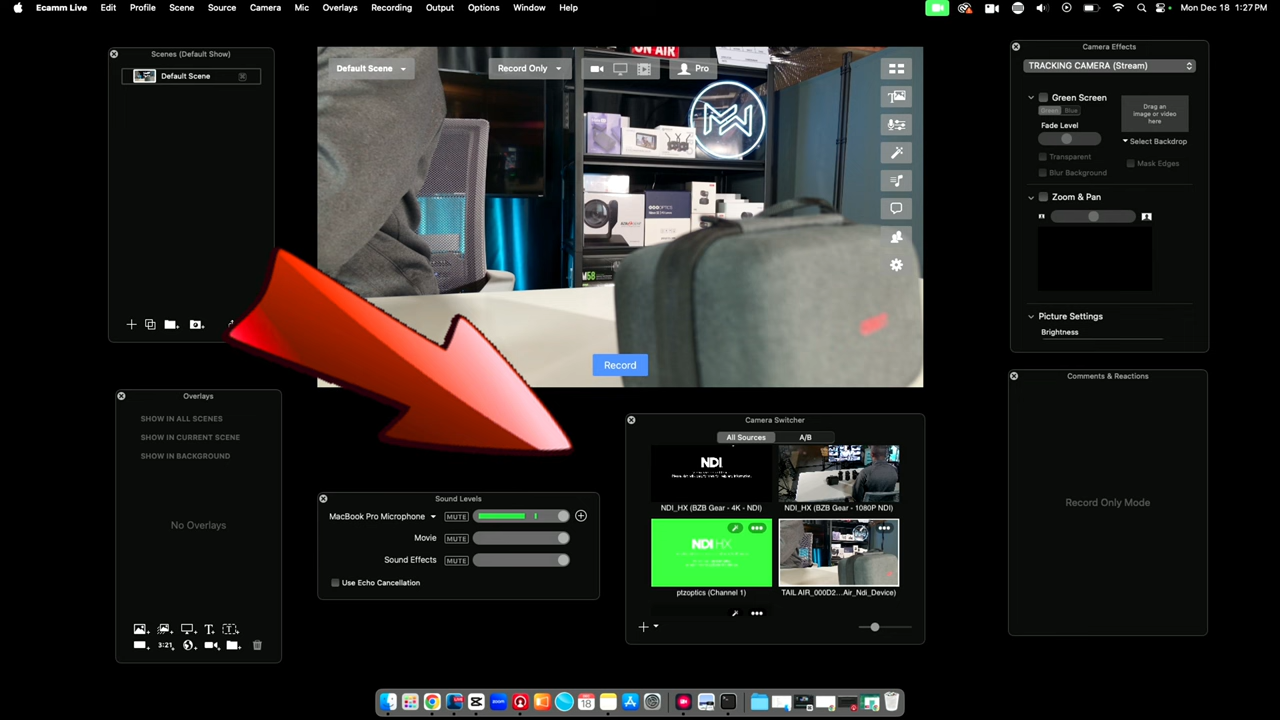 Ecamm Live Edit Profile Scene Source Camera Mic Overlays Recording Output Options Window Help Mon Dec 18 1:27 PM
Scenes (Default Show)
Default Scene
Default Scene
Record Only
Pro
ON AIR
Record
Camera Effects
TRACKING CAMERA (Stream)
Green Screen
Green Blue
Fade Level
Transparent
Blur Background
Drag an
image or video
here
Select Backdrop
Mask Edges
Zoom & Pan
Picture Settings
Brightness
Overlays
SHOW IN ALL SCENES
SHOW IN CURRENT SCENE
SHOW IN BACKGROUND
No Overlays
3:21
Sound Levels
MacBook Pro Microphone MUTE
Movie MUTE
Sound Effects MUTE
Use Echo Cancellation
Camera Switcher
All Sources A/B
NDI
NDI_HX (BZB Gear - 4K - NDI)
NDI_HX (BZB Gear - 1080P NDI)
NDI HX
ptzoptics (Channel 1)
TAIL AIR_000D2...Air_Ndi_Device)
Comments & Reactions
Record Only Mode